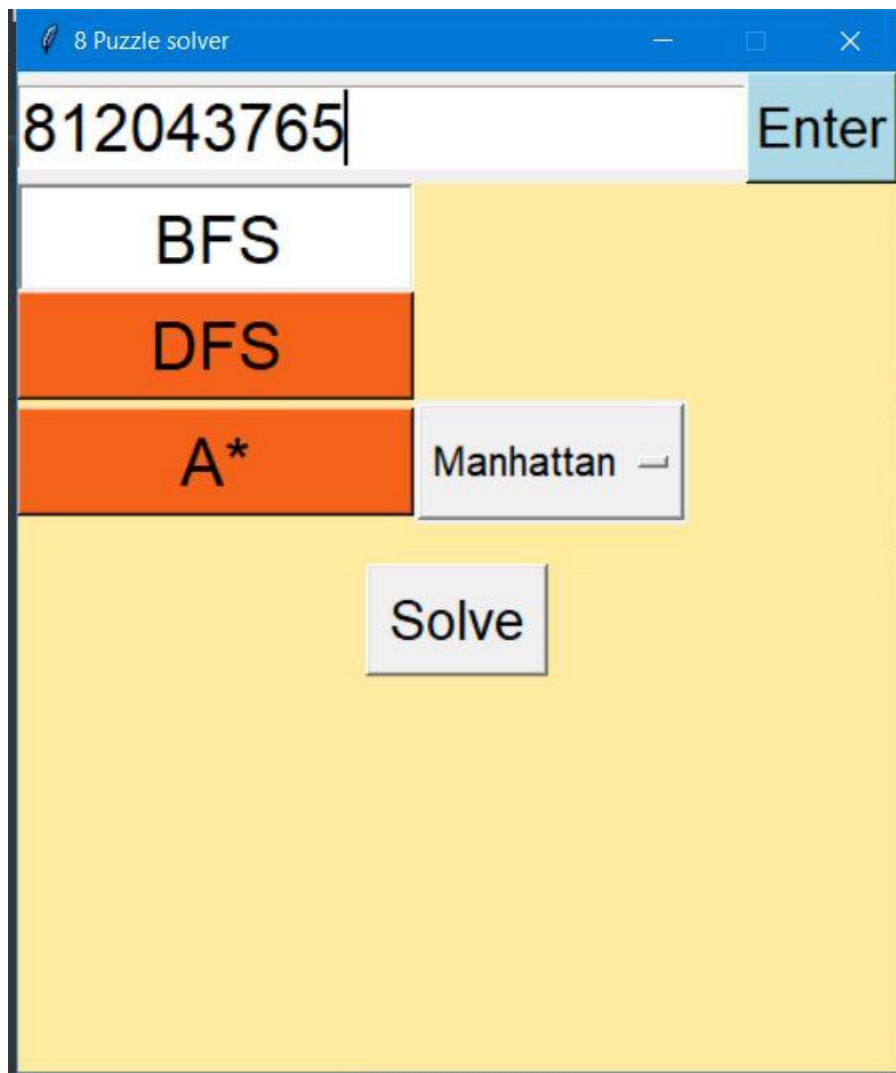 8 Puzzle solver
812043765 Enter
BFS
DFS
A* Manhattan
Solve